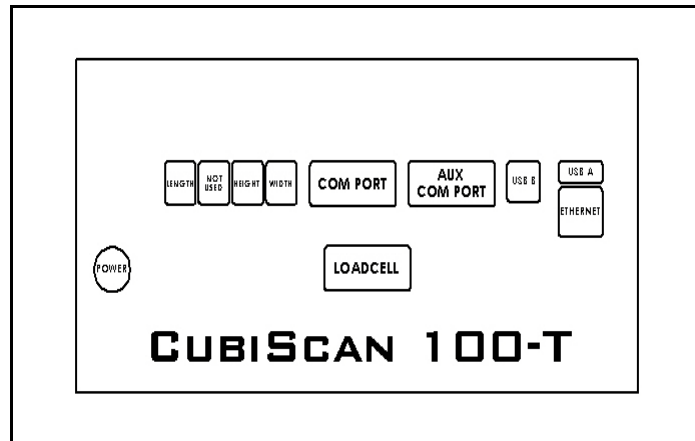 LENGTH
NOT
USED
HEIGHT
WIDTH
COM PORT
AUX
COM PORT
USB B
USB A
ETHERNET
POWER
LOADCELL
CUBISCAN 100-T